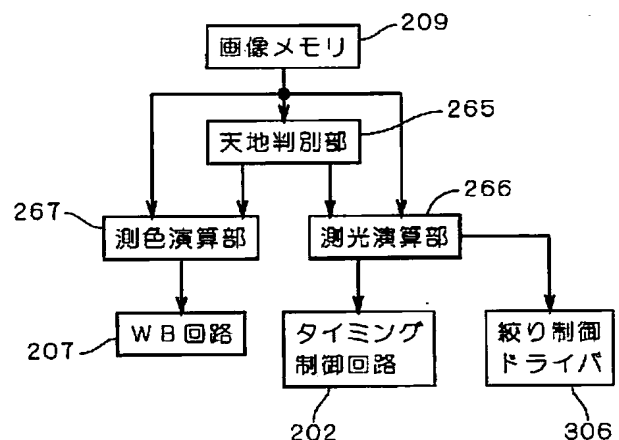 209
画像メモリ
265
天地判別部
266
267
測色演算部
測光演算部
WB回路
タイミング
制御回路
絞り制御
ドライバ
207
202
306